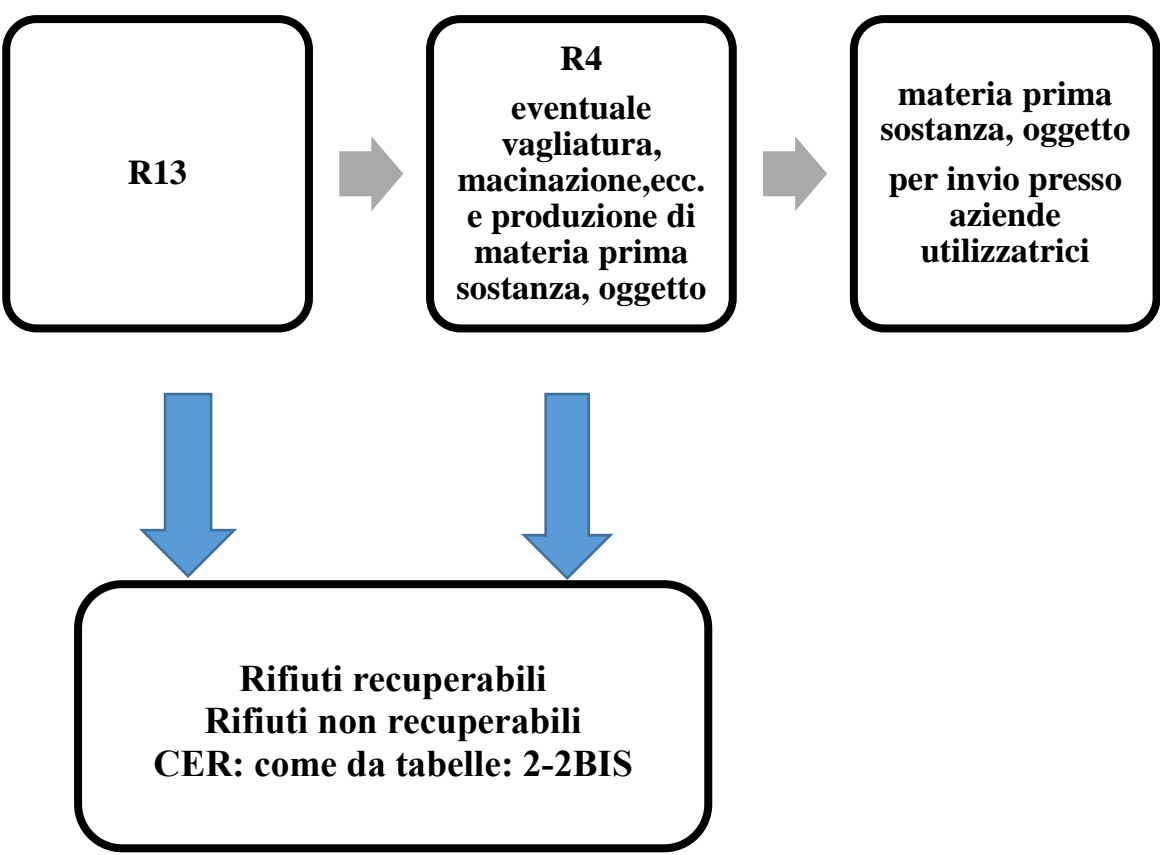 R13
R4
eventuale
vagliatura,
macinazione,ecc.
e produzione di
materia prima
sostanza, oggetto
materia prima
sostanza, oggetto
per invio presso
aziende
utilizzatrici
Rifiuti recuperabili
Rifiuti non recuperabili
CER: come da tabelle: 2-2BIS